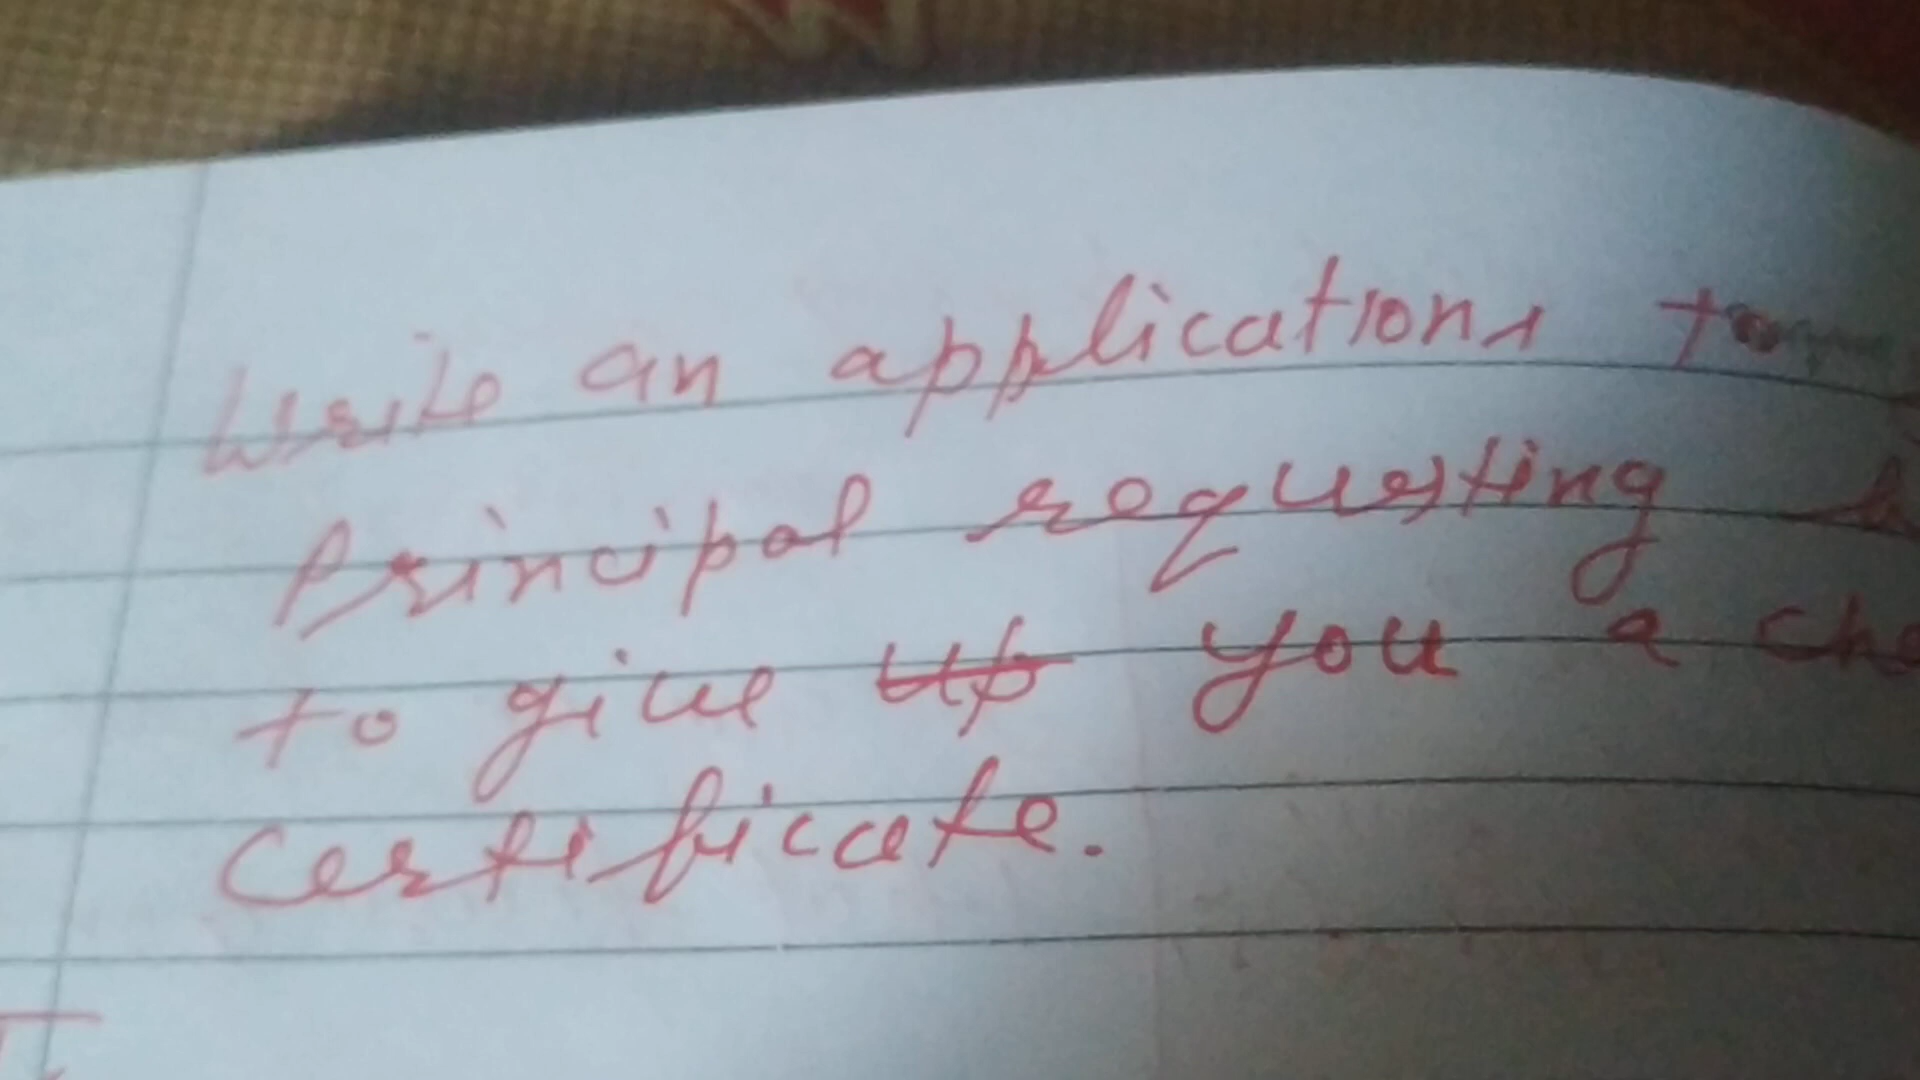 Write an applications to
Principal requesting
to give up you a
Certificate.